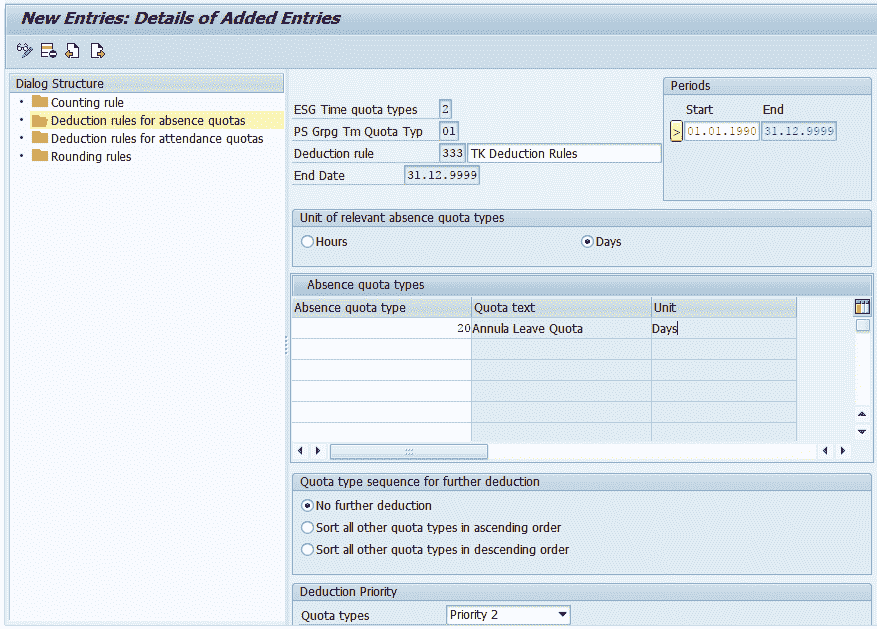 New Entries: Details of Added Entries
Dialog Structure
Counting rule
Deduction rules for absence quotas
Deduction rules for attendance quotas
Rounding rules
ESG Time quota types 2
PS Grpg Tm Quota Typ 01
Deduction rule 333 TK Deduction Rules
End Date 31.12.9999
Periods
Start End
> 01.01.1990 31.12.9999
Unit of relevant absence quota types
Hours Days
Absence quota types
Absence quota type Quota text Unit
20 Annula Leave Quota Days
Quota type sequence for further deduction
No further deduction
Sort all other quota types in ascending order
Sort all other quota types in descending order
Deduction Priority
Quota types Priority 2